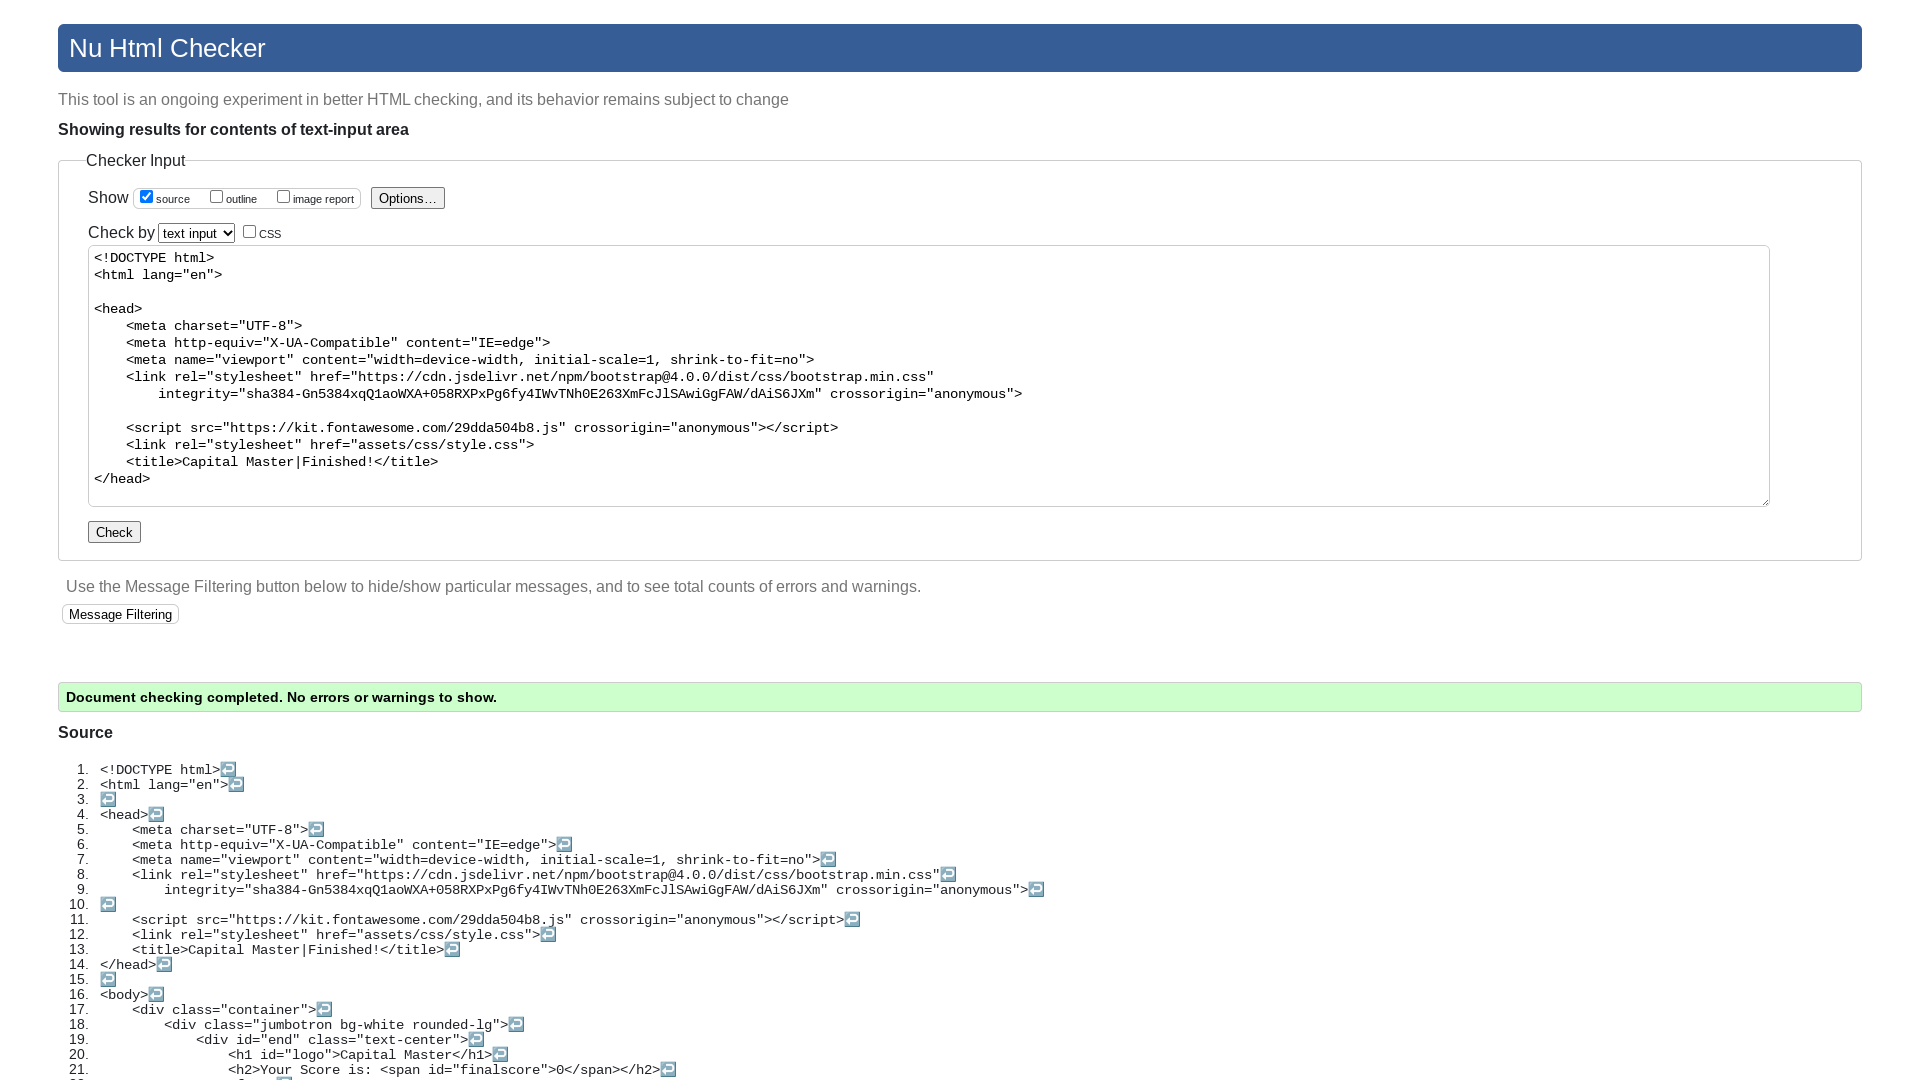 Nu Html Checker
This tool is an ongoing experiment in better HTML checking, and its behavior remains subject to change
Showing results for contents of text-input area
Checker Input
Show source outline image report Options…
Check by text input CSS
<!DOCTYPE html>
<html lang="en">
<head>
<meta charset="UTF-8">
<meta http-equiv="X-UA-Compatible" content="IE=edge">
<meta name="viewport" content="width=device-width, initial-scale=1, shrink-to-fit=no">
<link rel="stylesheet" href="https://cdn.jsdelivr.net/npm/bootstrap@4.0.0/dist/css/bootstrap.min.css"
integrity="sha384-Gn5384xqQ1aoWXA+058RXPxPg6fy4IWvTNh0E263XmFcJlSAwiGgFAW/dAiS6JXm" crossorigin="anonymous">
<script src="https://kit.fontawesome.com/29dda504b8.js" crossorigin="anonymous"></script>
<link rel="stylesheet" href="assets/css/style.css">
<title>Capital Master|Finished!</title>
</head>
Check
Use the Message Filtering button below to hide/show particular messages, and to see total counts of errors and warnings.
Message Filtering
Document checking completed. No errors or warnings to show.
Source
1. <!DOCTYPE html>↩
2. <html lang="en">↩
3. ↩
4. <head>↩
5. <meta charset="UTF-8">↩
6. <meta http-equiv="X-UA-Compatible" content="IE=edge">↩
7. <meta name="viewport" content="width=device-width, initial-scale=1, shrink-to-fit=no">↩
8. <link rel="stylesheet" href="https://cdn.jsdelivr.net/npm/bootstrap@4.0.0/dist/css/bootstrap.min.css"↩
9. integrity="sha384-Gn5384xqQ1aoWXA+058RXPxPg6fy4IWvTNh0E263XmFcJlSAwiGgFAW/dAiS6JXm" crossorigin="anonymous">↩
10. ↩
11. <script src="https://kit.fontawesome.com/29dda504b8.js" crossorigin="anonymous"></script>↩
12. <link rel="stylesheet" href="assets/css/style.css">↩
13. <title>Capital Master|Finished!</title>↩
14. </head>↩
15. ↩
16. <body>↩
17. <div class="container">↩
18. <div class="jumbotron bg-white rounded-lg">↩
19. <div id="end" class="text-center">↩
20. <h1 id="logo">Capital Master</h1>↩
21. <h2>Your Score is: <span id="finalscore">0</span></h2>↩